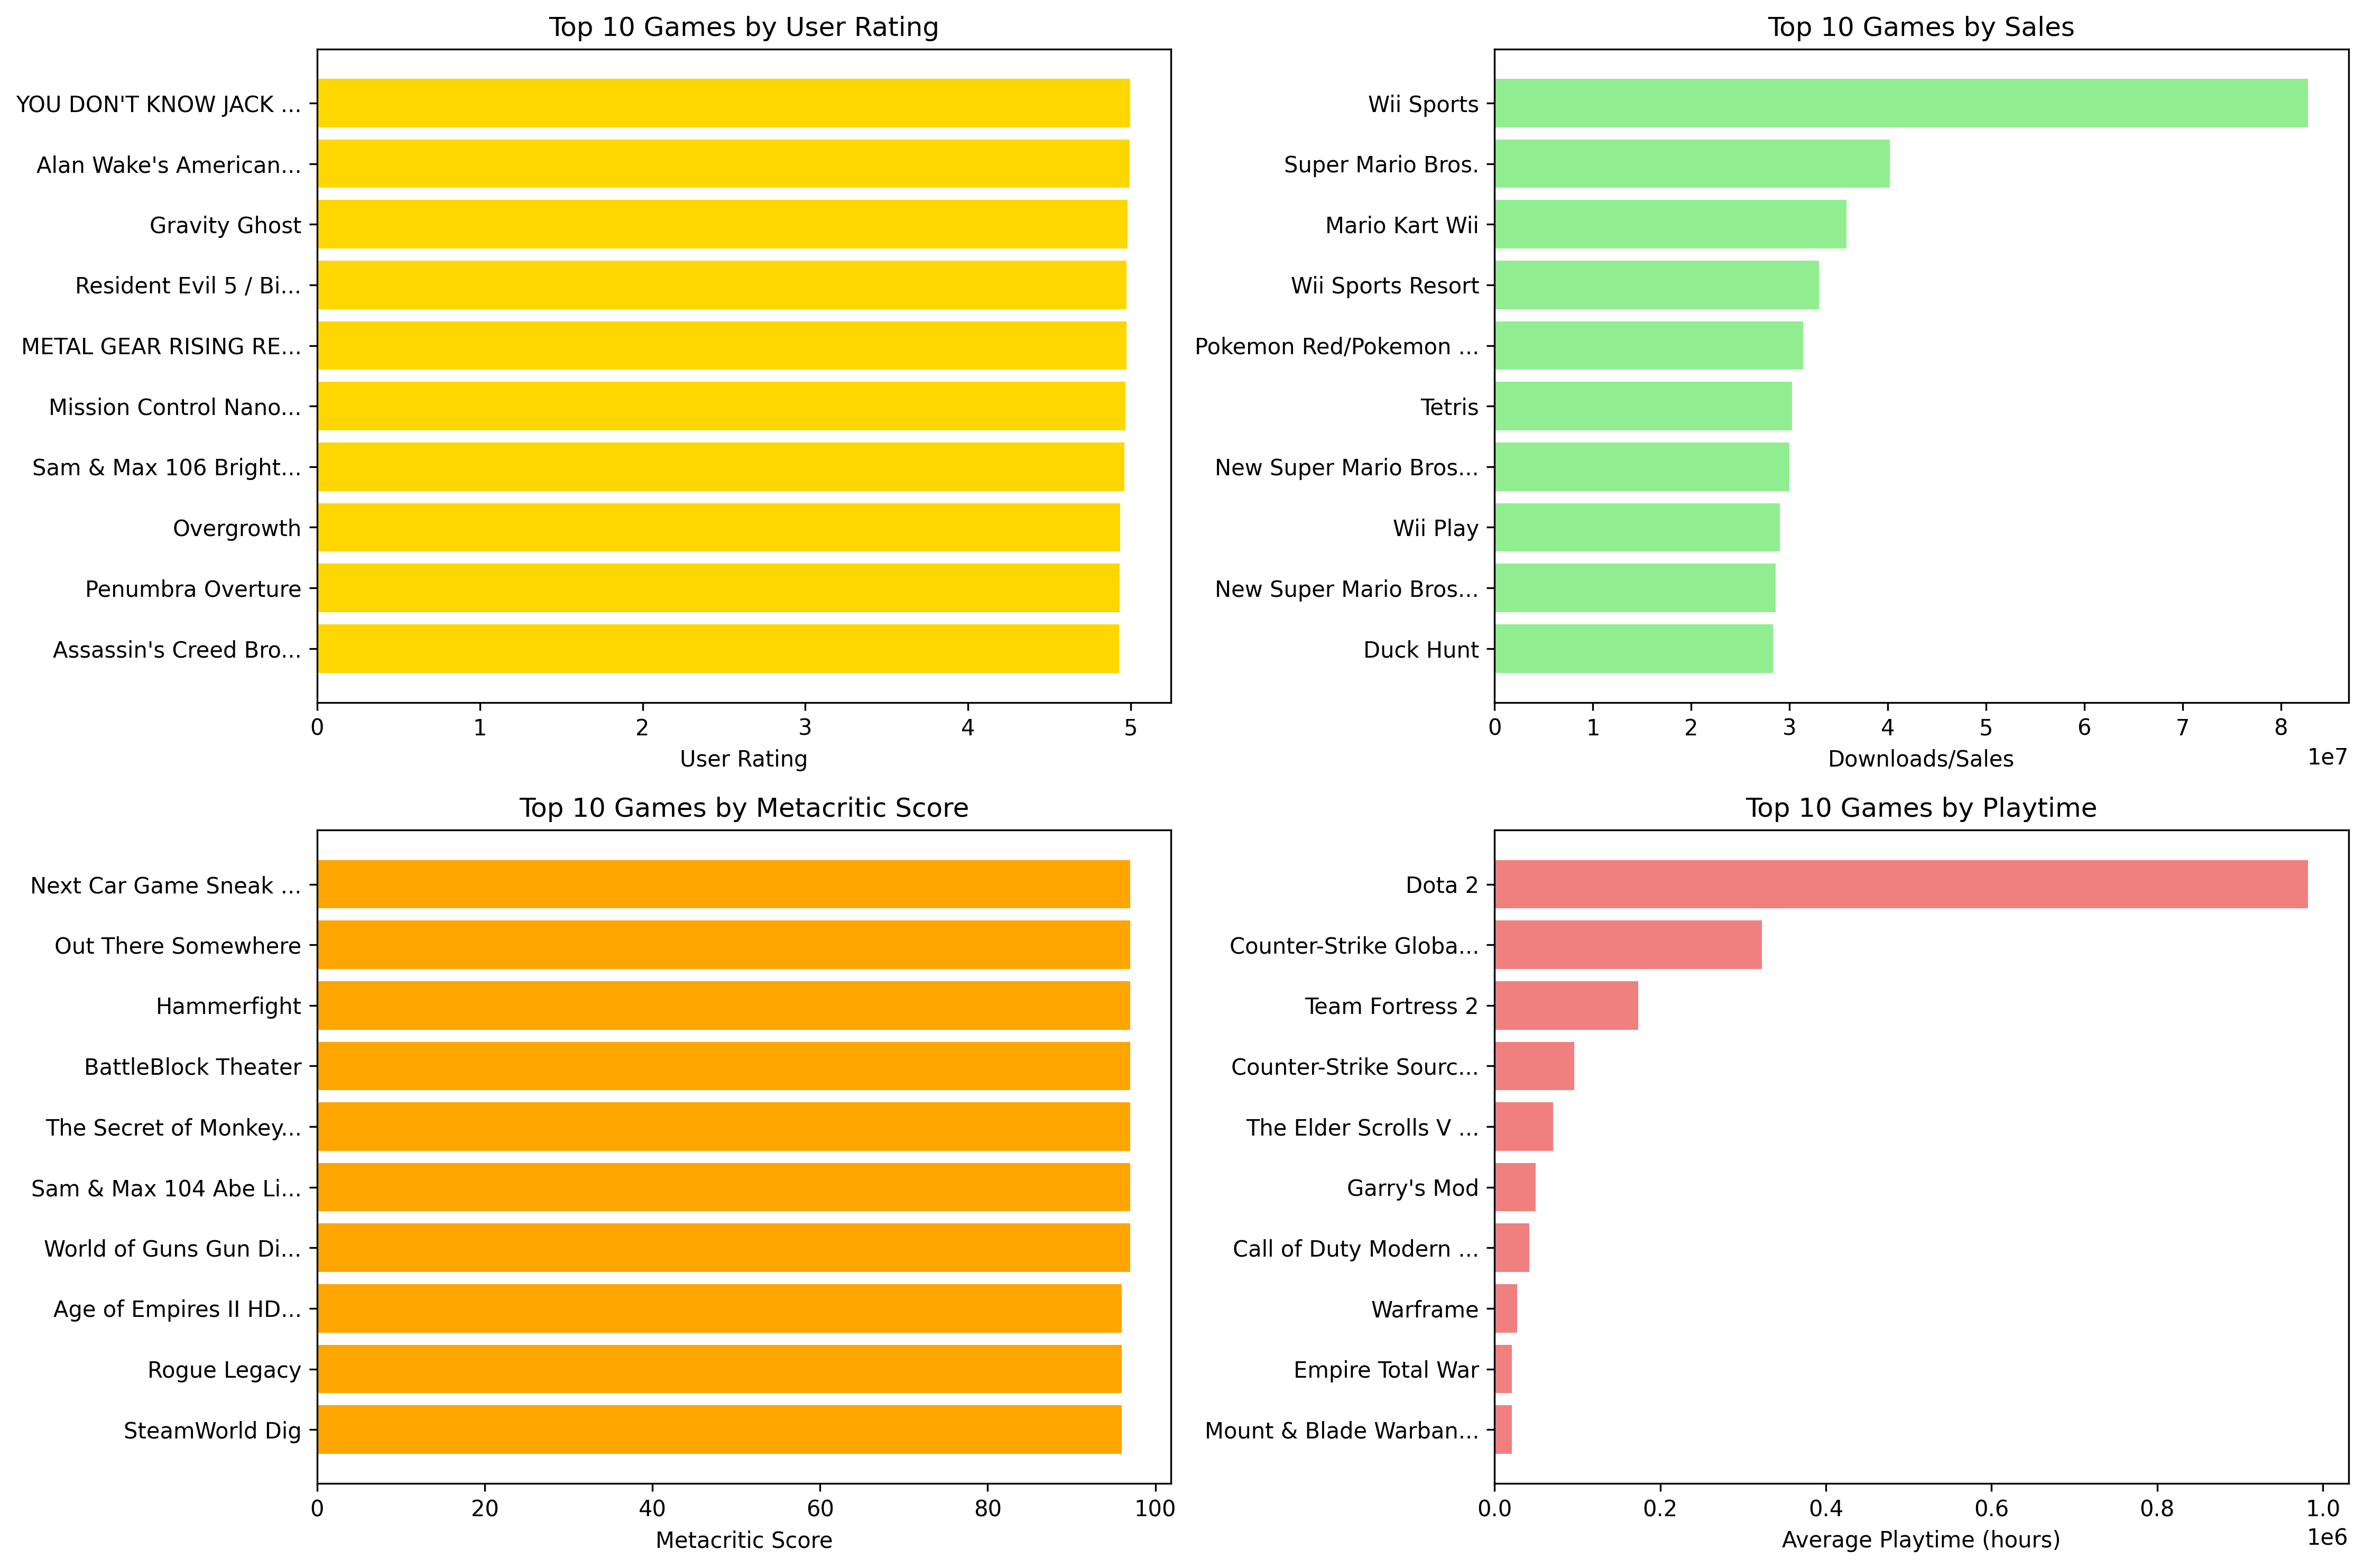 Top 10 Games by User Rating
YOU DON'T KNOW JACK ...
Alan Wake's American...
Gravity Ghost
Resident Evil 5 / Bi...
METAL GEAR RISING RE...
Mission Control Nano...
Sam & Max 106 Bright...
Overgrowth
Penumbra Overture
Assassin's Creed Bro...
0 1 2 3 4 5
User Rating
Top 10 Games by Sales
Wii Sports
Super Mario Bros.
Mario Kart Wii
Wii Sports Resort
Pokemon Red/Pokemon ...
Tetris
New Super Mario Bros...
Wii Play
New Super Mario Bros...
Duck Hunt
0 1 2 3 4 5 6 7 8
1e7
Downloads/Sales
Top 10 Games by Metacritic Score
Next Car Game Sneak ...
Out There Somewhere
Hammerfight
BattleBlock Theater
The Secret of Monkey...
Sam & Max 104 Abe Li...
World of Guns Gun Di...
Age of Empires II HD...
Rogue Legacy
SteamWorld Dig
0 20 40 60 80 100
Metacritic Score
Top 10 Games by Playtime
Dota 2
Counter-Strike Globa...
Team Fortress 2
Counter-Strike Sourc...
The Elder Scrolls V ...
Garry's Mod
Call of Duty Modern ...
Warframe
Empire Total War
Mount & Blade Warban...
0.0 0.2 0.4 0.6 0.8 1.0
1e6
Average Playtime (hours)